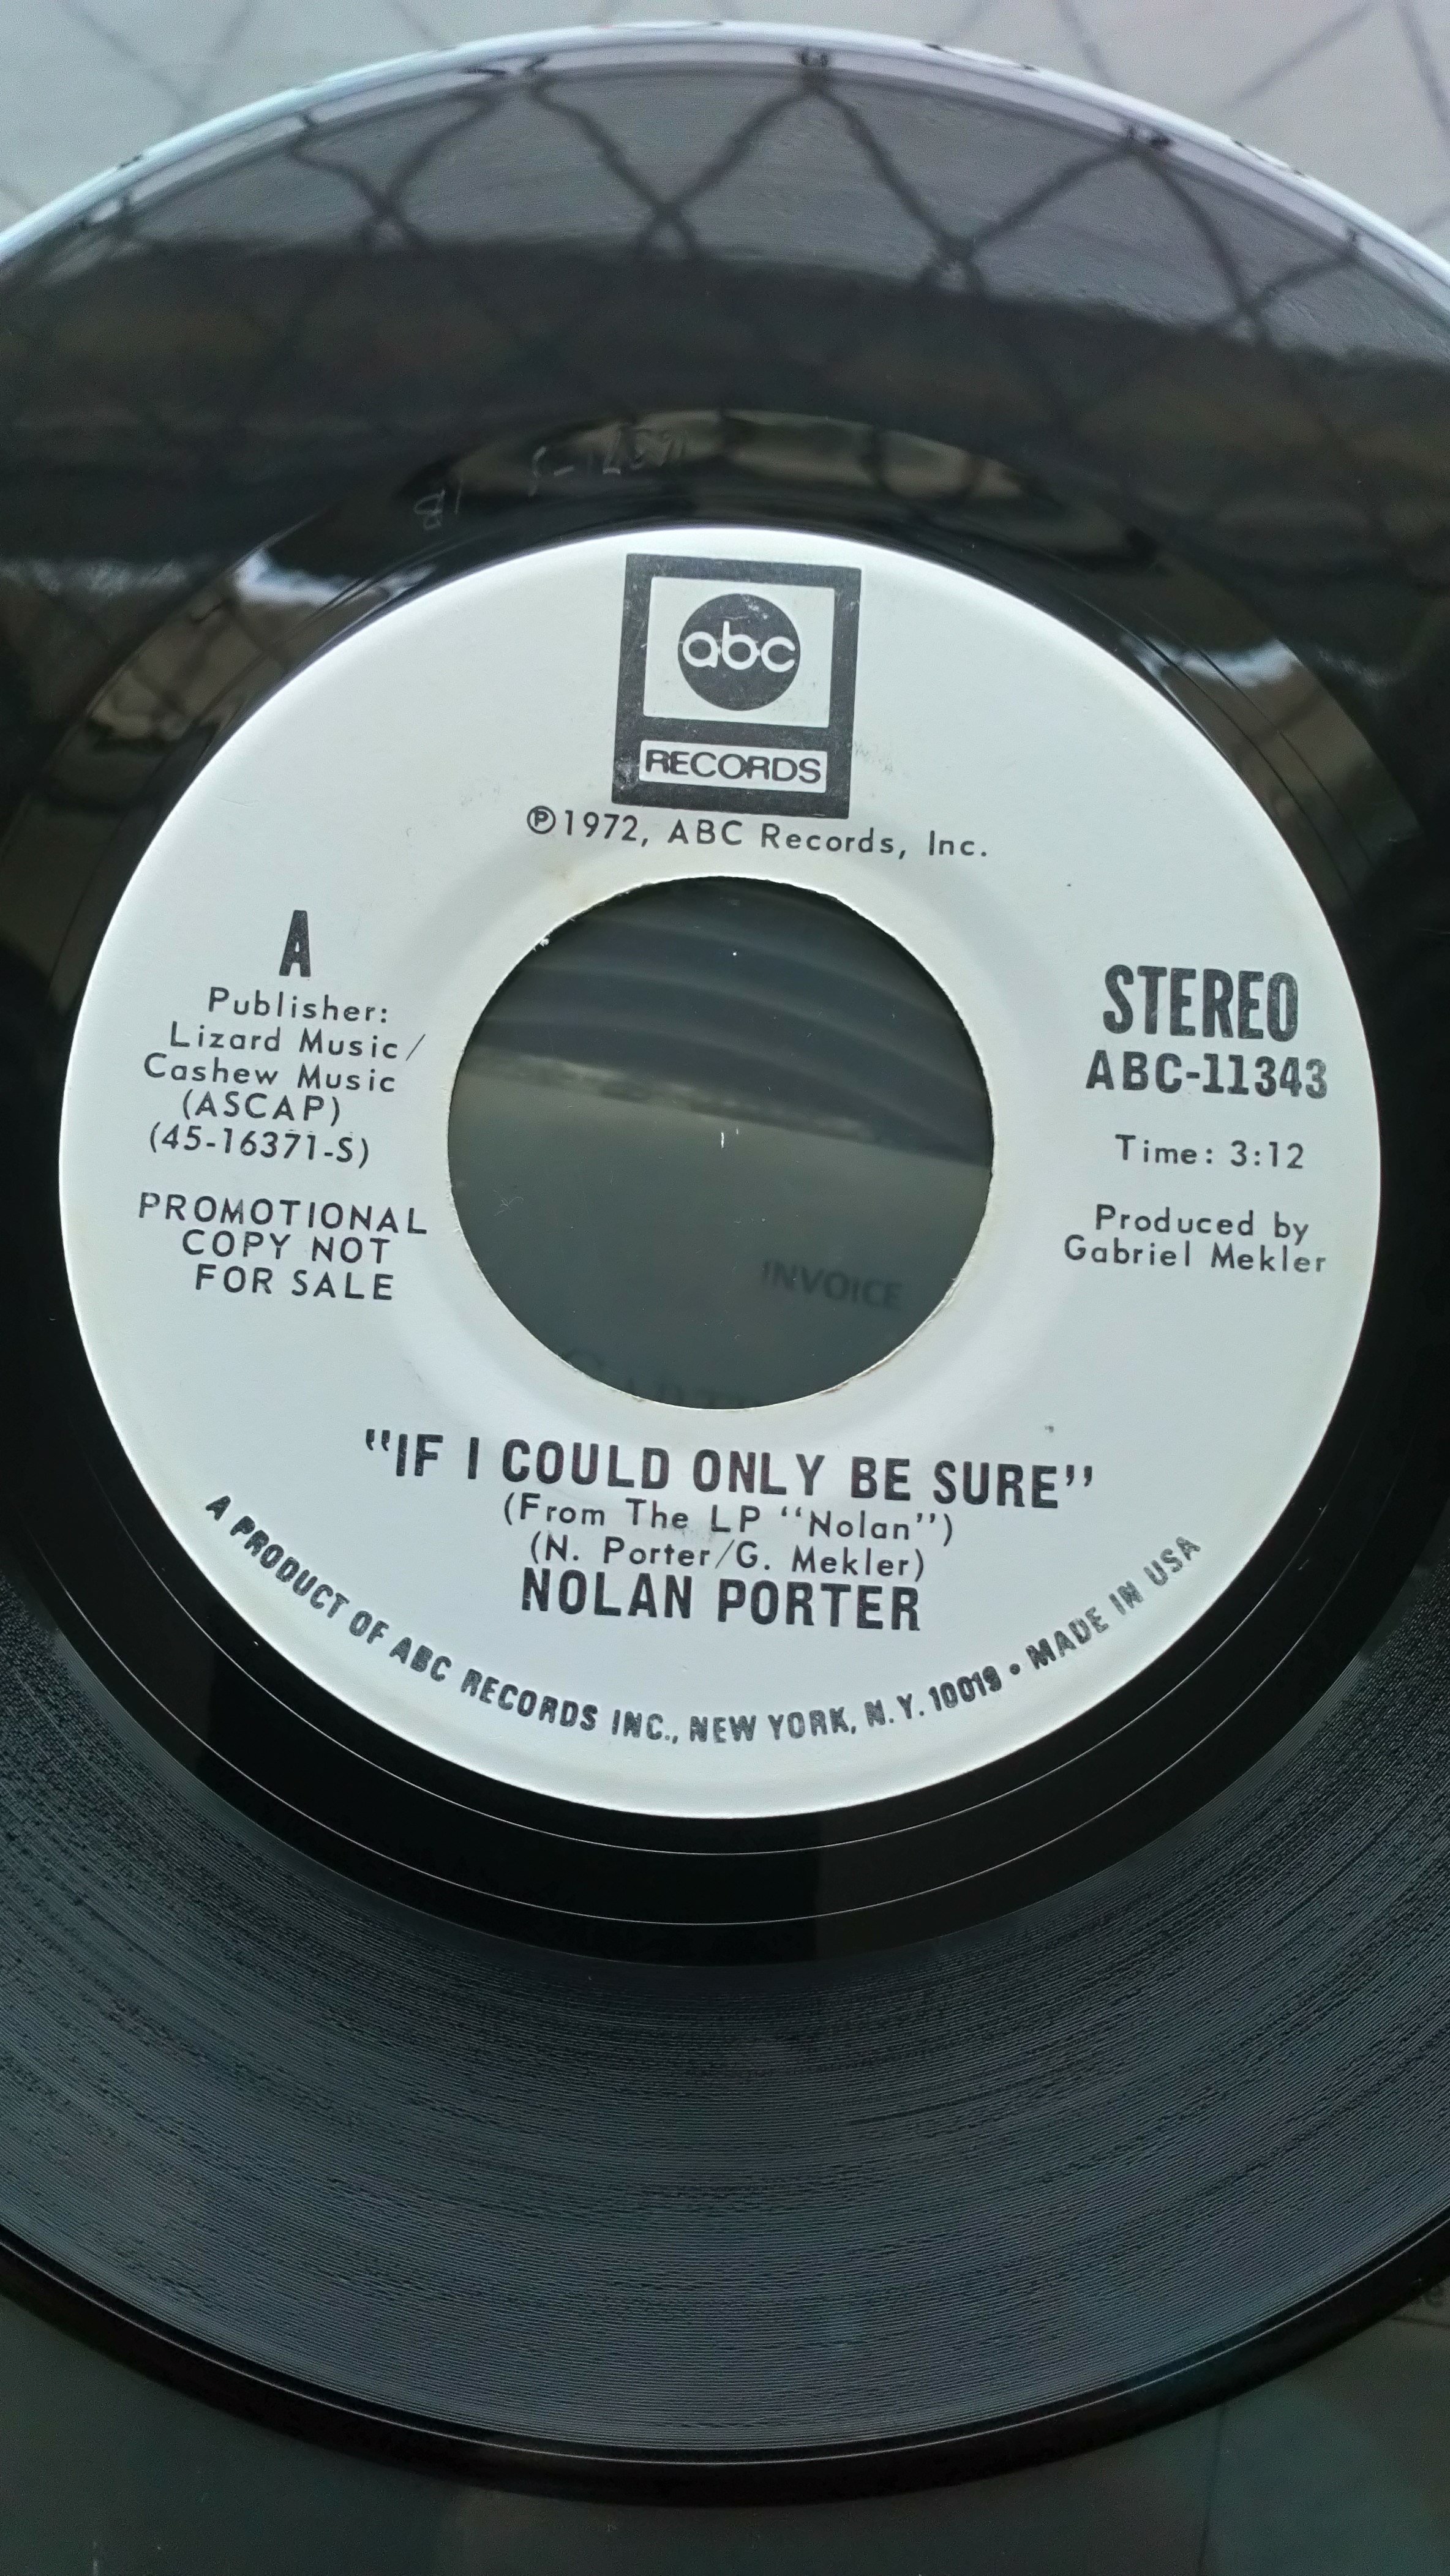 abc
RECORDS
℗1972, ABC Records, Inc.
A
Publisher:
Lizard Music/
Cashew Music
(ASCAP)
(45-16371-S)
PROMOTIONAL
COPY NOT
FOR SALE
STEREO
ABC-11343
Time: 3:12
Produced by
Gabriel Mekler
INVOICE
"IF I COULD ONLY BE SURE"
(From The LP "Nolan")
(N. Porter/G. Mekler)
NOLAN PORTER
A PRODUCT OF ABC RECORDS INC., NEW YORK, N.Y. 10019 • MADE IN USA